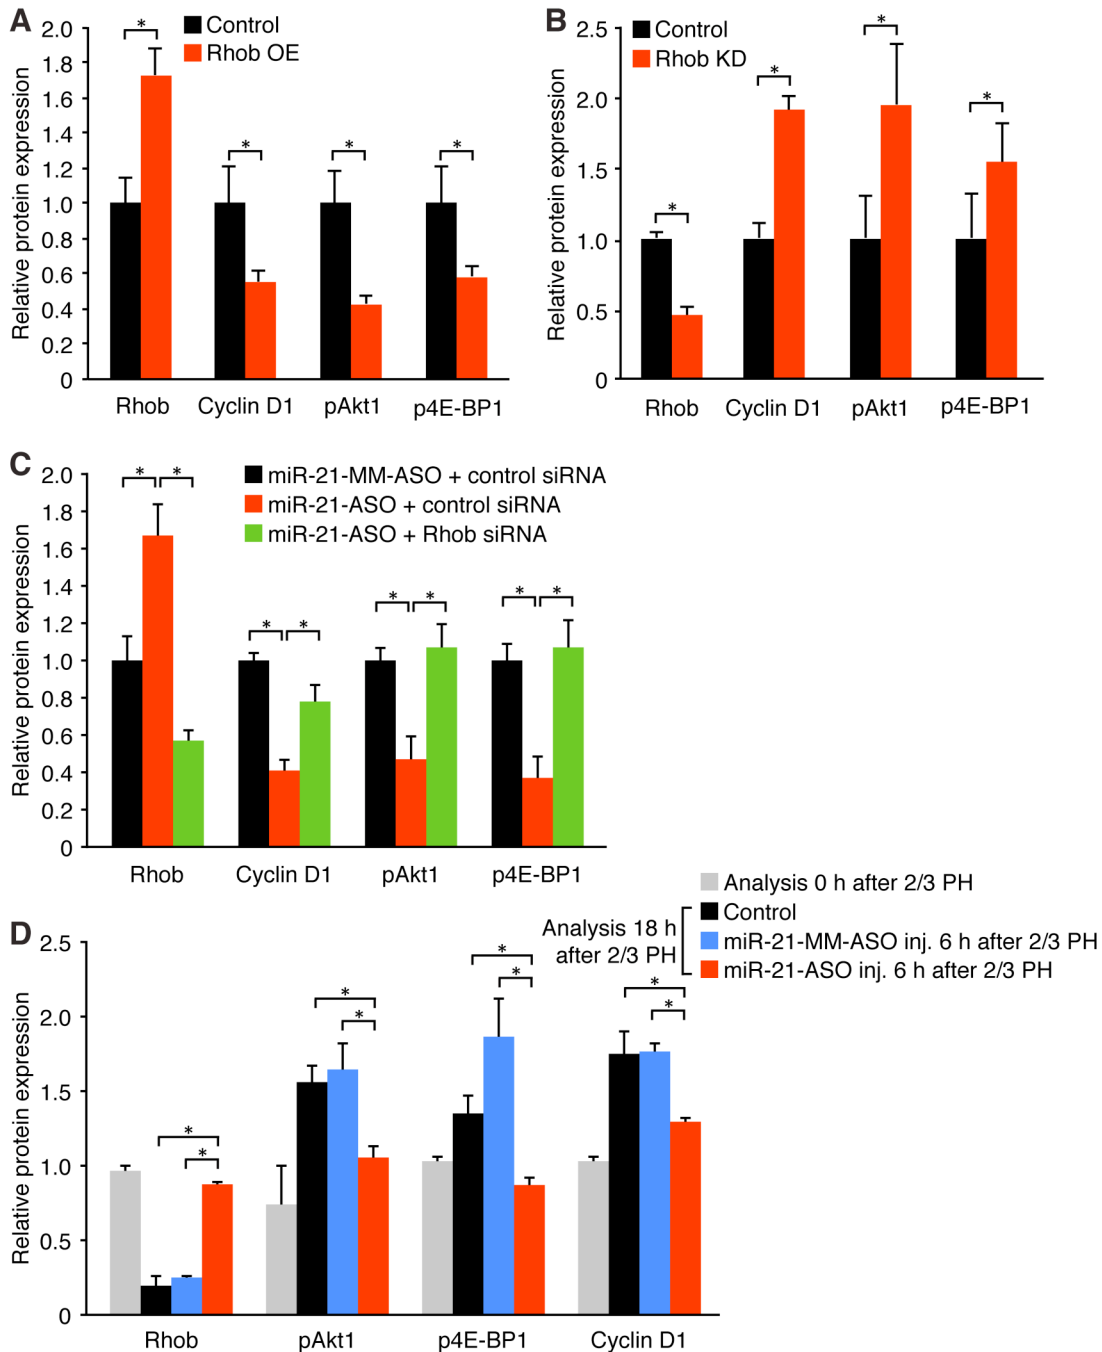 A
2.0
1.8
1.6
1.4
1.2
1.0
0.8
0.6
0.4
0.2
0
Relative protein expression
Control
Rhob OE
*
*
*
*
Rhob
Cyclin D1
pAkt1
p4E-BP1
B
2.5
2.0
1.5
1.0
0.5
0
Relative protein expression
Control
Rhob KD
*
*
*
*
Rhob
Cyclin D1
pAkt1
p4E-BP1
C
2.0
1.8
1.6
1.4
1.2
1.0
0.8
0.6
0.4
0.2
0
Relative protein expression
miR-21-MM-ASO + control siRNA
miR-21-ASO + control siRNA
miR-21-ASO + Rhob siRNA
* *
* *
* *
* *
Rhob
Cyclin D1
pAkt1
p4E-BP1
D
2.5
2.0
1.5
1.0
0.5
0
Relative protein expression
Analysis 0 h after 2/3 PH
Analysis 18 h
after 2/3 PH
Control
miR-21-MM-ASO inj. 6 h after 2/3 PH
miR-21-ASO inj. 6 h after 2/3 PH
*
*
*
*
*
*
*
*
Rhob
pAkt1
p4E-BP1
Cyclin D1